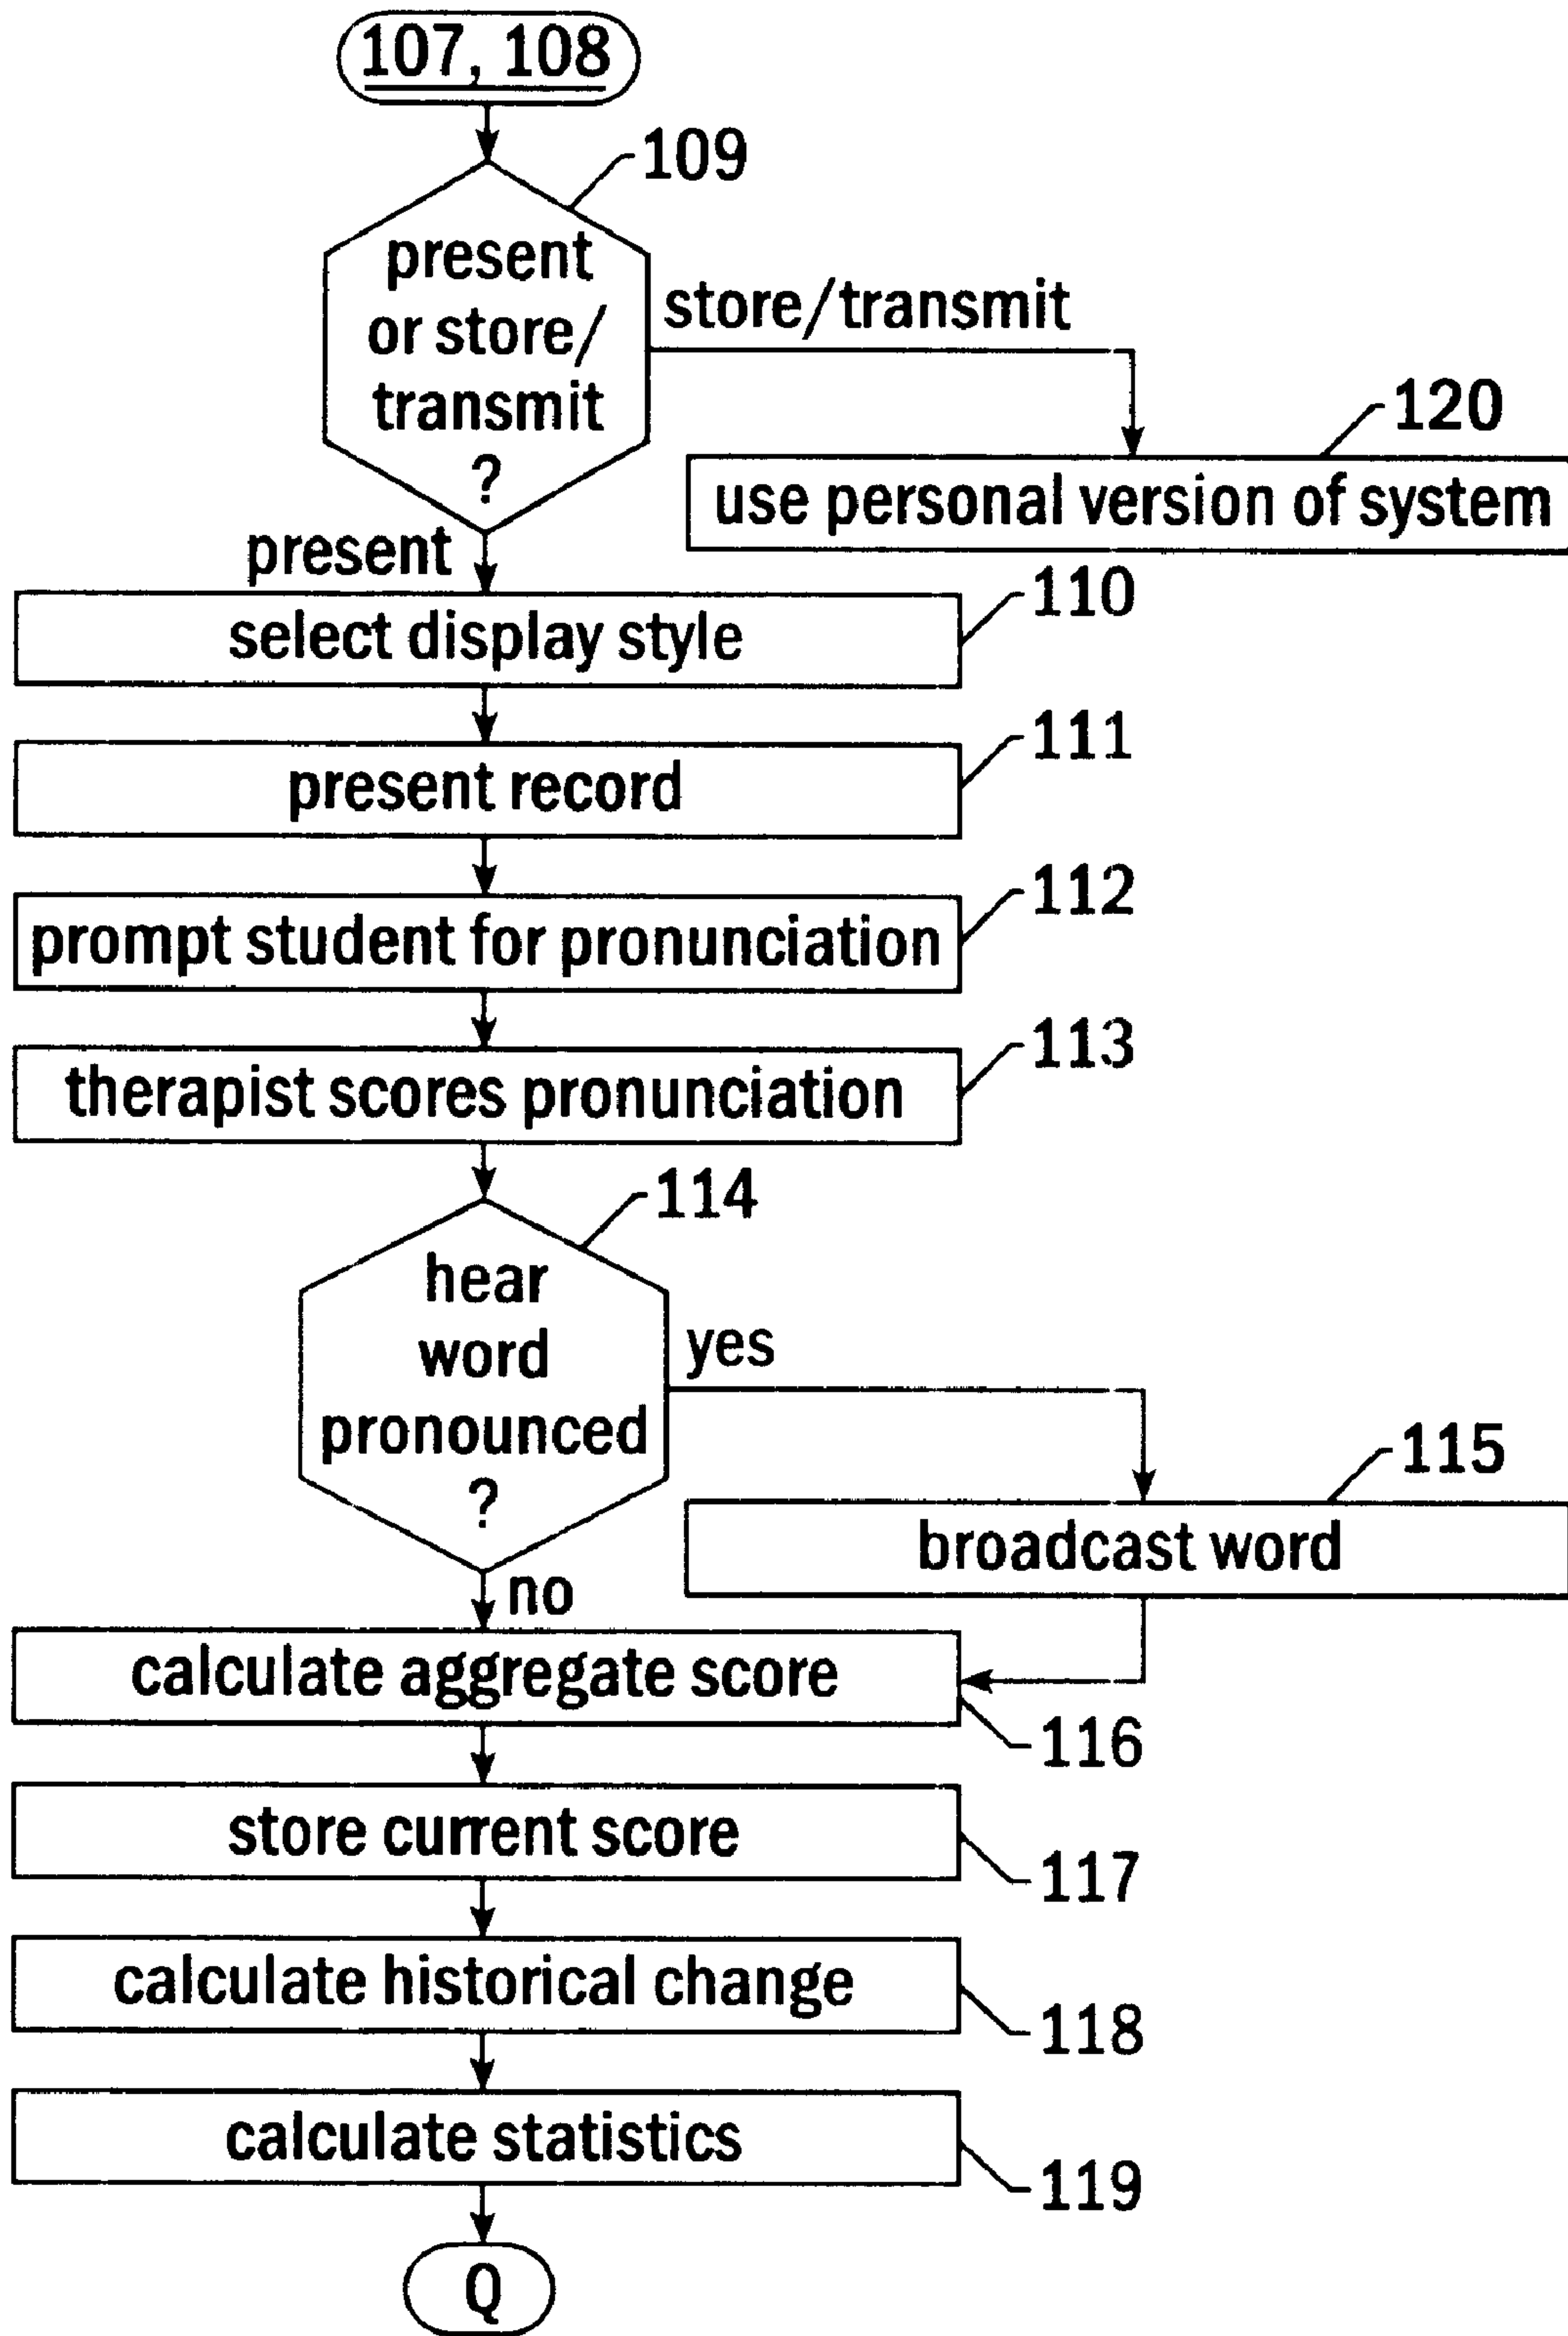 107, 108
109
present
or store/
transmit
?
store/transmit
120
use personal version of system
present
110
select display style
111
present record
112
prompt student for pronunciation
113
therapist scores pronunciation
114
hear
word
pronounced
?
yes
115
broadcast word
no
calculate aggregate score
116
store current score
117
calculate historical change
118
calculate statistics
119
Q